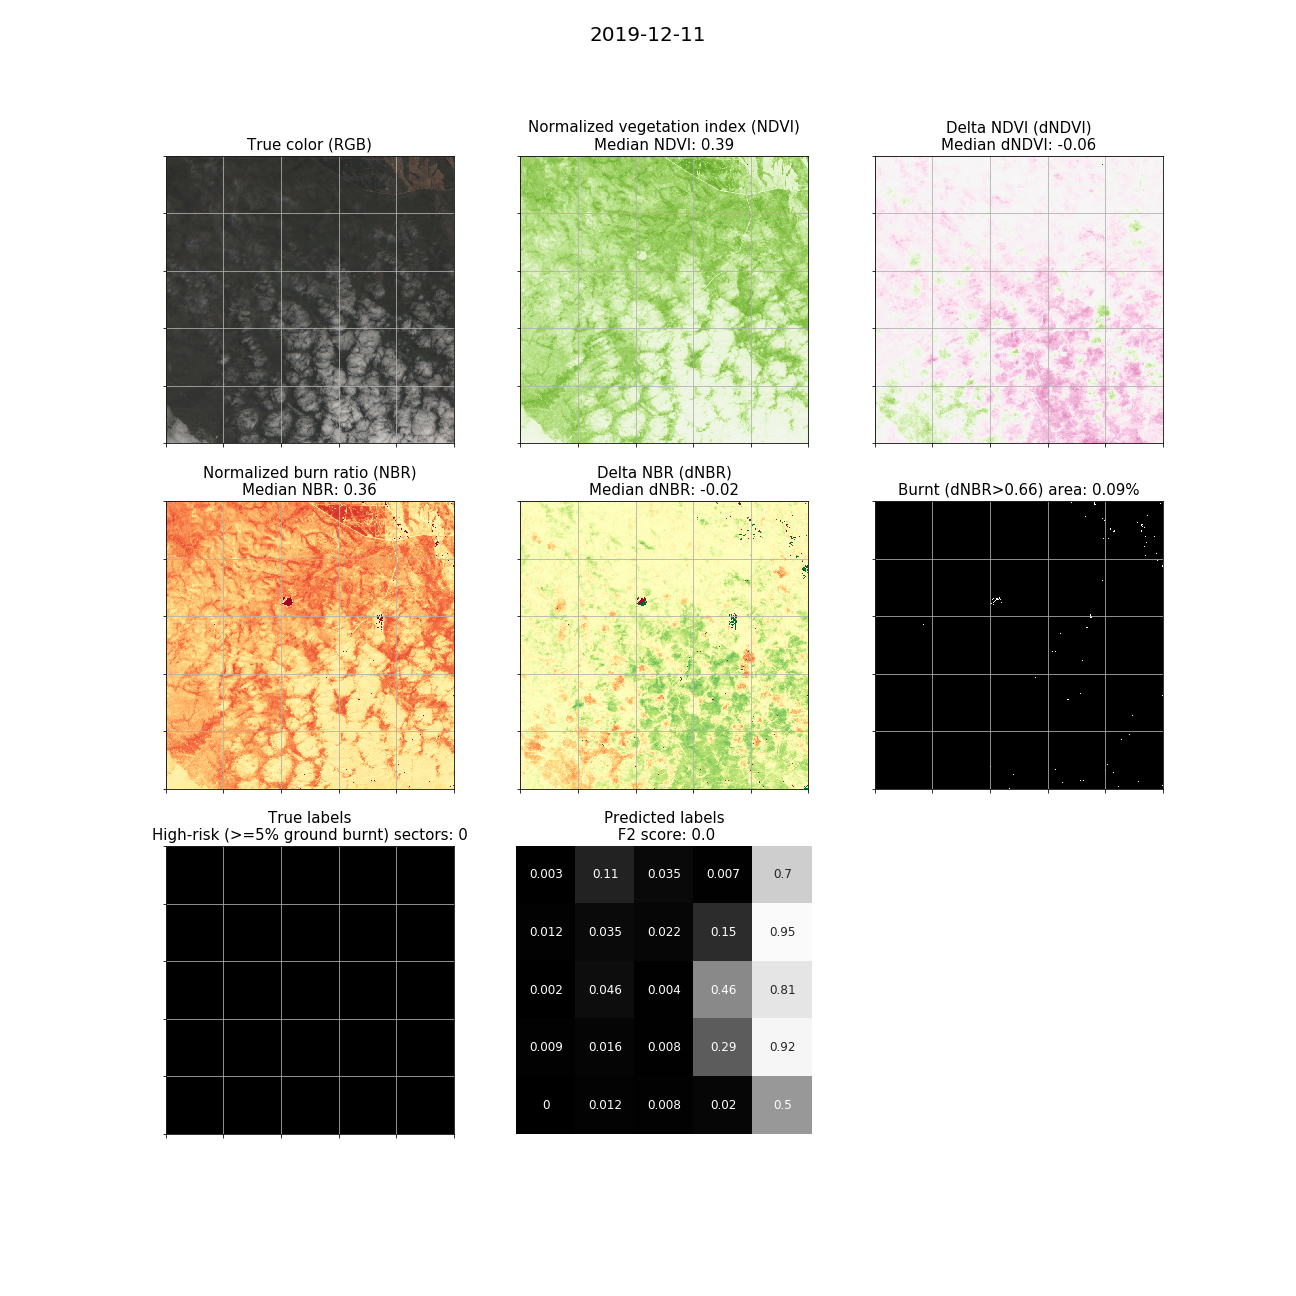 2019-12-11
True color (RGB)
Normalized vegetation index (NDVI)
Median NDVI: 0.39
Delta NDVI (dNDVI)
Median dNDVI: -0.06
Normalized burn ratio (NBR)
Median NBR: 0.36
Delta NBR (dNBR)
Median dNBR: -0.02
Burnt (dNBR>0.66) area: 0.09%
True labels
High-risk (>=5% ground burnt) sectors: 0
Predicted labels
F2 score: 0.0
0.003 0.11 0.035 0.007 0.7
0.012 0.035 0.022 0.15 0.95
0.002 0.046 0.004 0.46 0.81
0.009 0.016 0.008 0.29 0.92
0 0.012 0.008 0.02 0.5